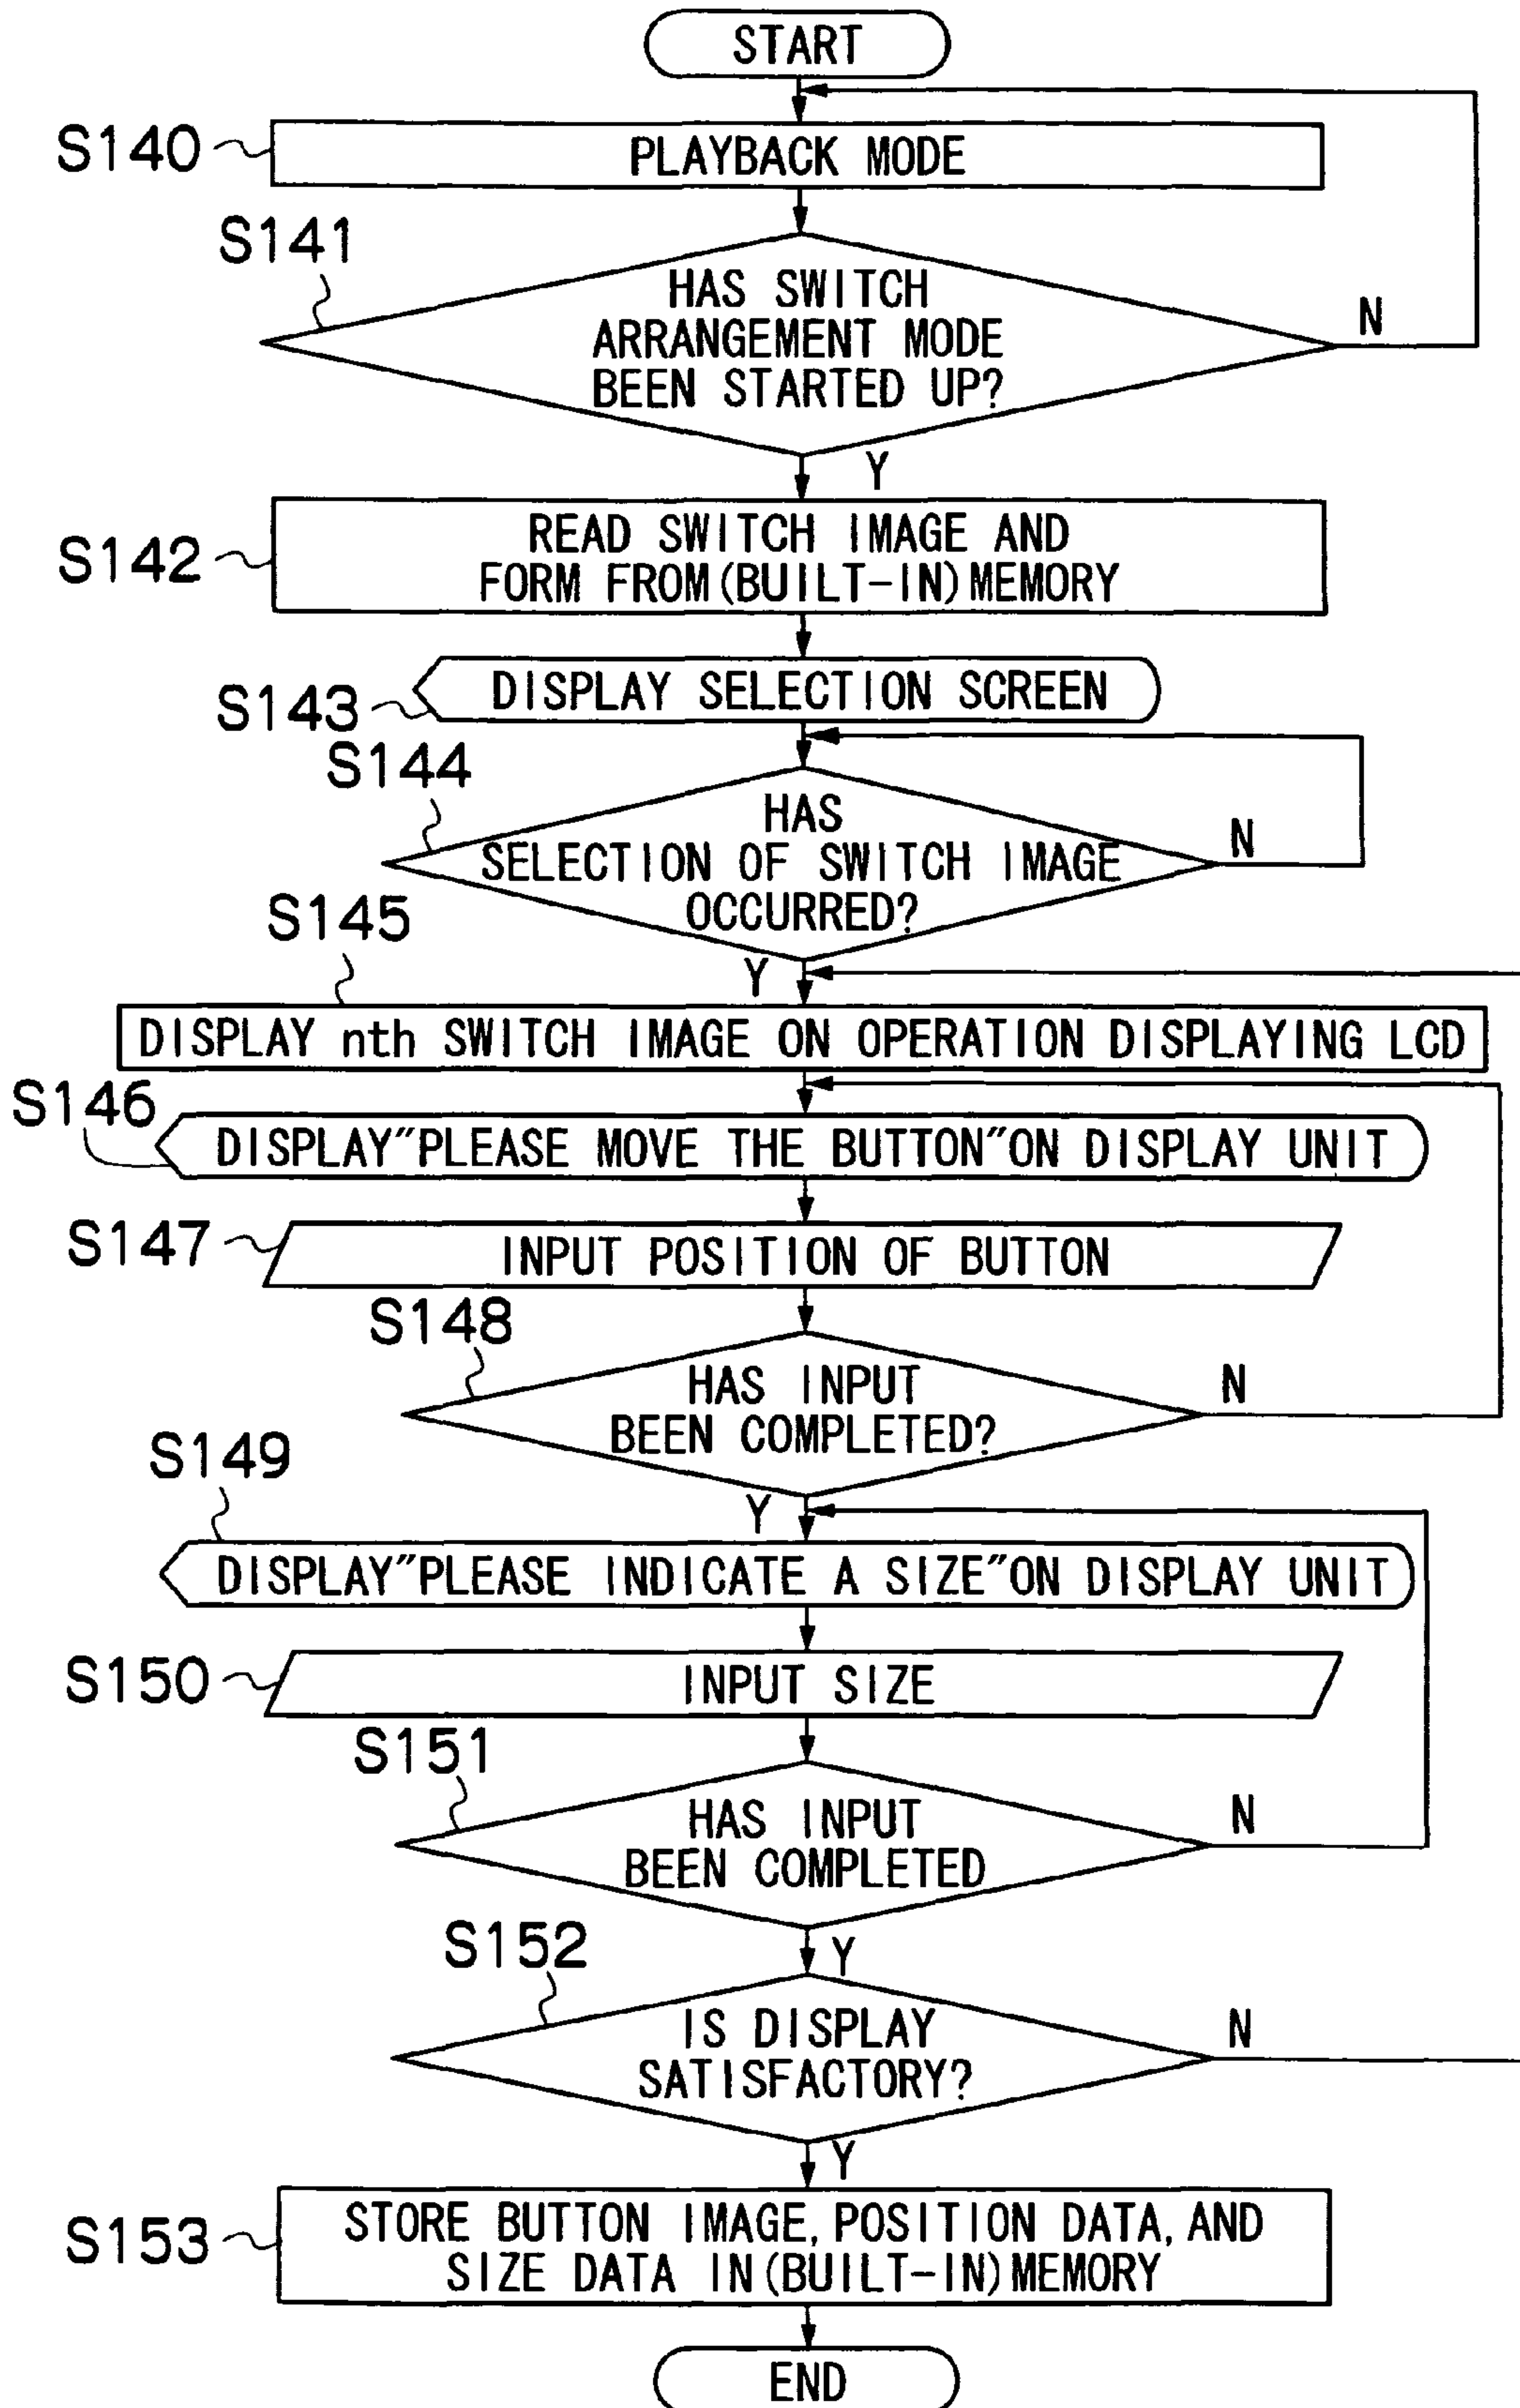 START
S140
PLAYBACK MODE
S141
HAS SWITCH
ARRANGEMENT MODE
BEEN STARTED UP?
N
Y
S142
READ SWITCH IMAGE AND
FORM FROM(BUILT-IN)MEMORY
S143
DISPLAY SELECTION SCREEN
S144
HAS
SELECTION OF SWITCH IMAGE
OCCURRED?
N
Y
S145
DISPLAY nth SWITCH IMAGE ON OPERATION DISPLAYING LCD
S146
DISPLAY"PLEASE MOVE THE BUTTON"ON DISPLAY UNIT
S147
INPUT POSITION OF BUTTON
S148
HAS INPUT
BEEN COMPLETED?
N
Y
S149
DISPLAY"PLEASE INDICATE A SIZE"ON DISPLAY UNIT
S150
INPUT SIZE
S151
HAS INPUT
BEEN COMPLETED
N
Y
S152
IS DISPLAY
SATISFACTORY?
N
Y
S153
STORE BUTTON IMAGE, POSITION DATA, AND
SIZE DATA IN(BUILT-IN)MEMORY
END